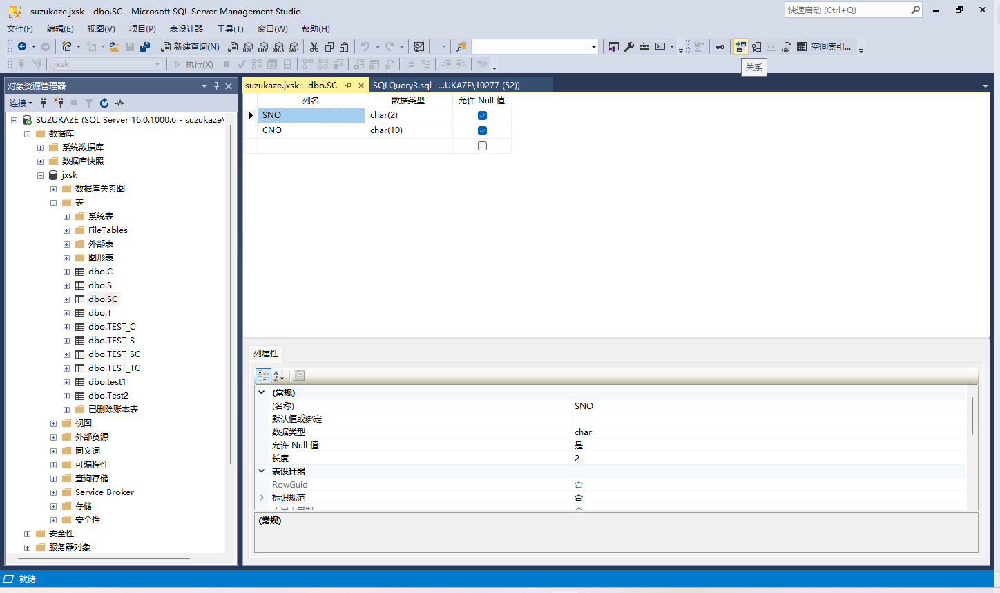 suzukaze.jxsk - dbo.SC - Microsoft SQL Server Management Studio
快速启动 (Ctrl+Q)
文件(F) 编辑(E) 视图(V) 项目(P) 表设计器 工具(T) 窗口(W) 帮助(H)
新建查询(N) MDX DMX XMLA DAX 空间索引...
jxsk 执行(X) 关系
对象资源管理器
连接
SUZUKAZE (SQL Server 16.0.1000.6 - suzukaze\
数据库
系统数据库
数据库快照
jxsk
数据库关系图
表
系统表
FileTables
外部表
图形表
dbo.C
dbo.S
dbo.SC
dbo.T
dbo.TEST_C
dbo.TEST_S
dbo.TEST_SC
dbo.TEST_TC
dbo.test1
dbo.Test2
已删除账本表
视图
外部资源
同义词
可编程性
查询存储
Service Broker
存储
安全性
安全性
服务器对象
suzukaze.jxsk - dbo.SC SQLQuery3.sql -...UKAZE\10277 (52))
列名 数据类型 允许 Null 值
SNO char(2)
CNO char(10)
列属性
(常规)
(名称) SNO
默认值或绑定
数据类型 char
允许 Null 值 是
长度 2
表设计器
RowGuid 否
标识规范 否
(常规)
就绪